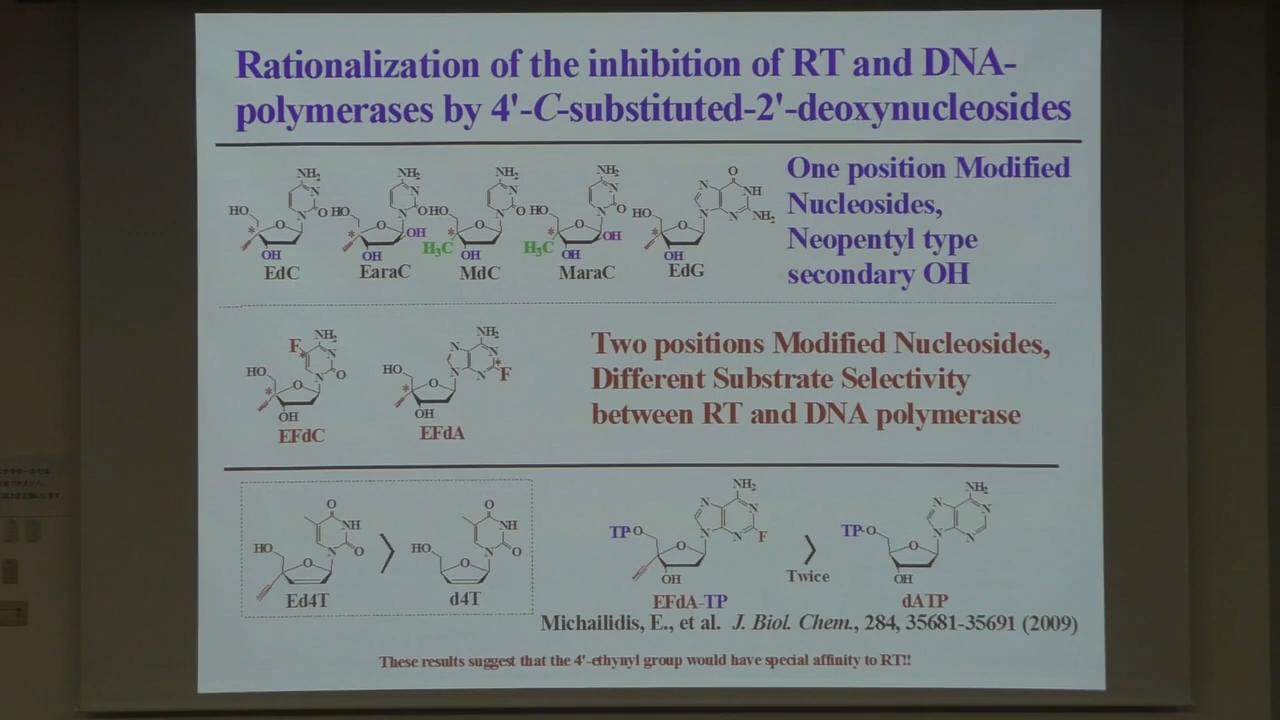 Rationalization of the inhibition of RT and DNA-
polymerases by 4'-C-substituted-2'-deoxynucleosides
One position Modified
Nucleosides,
Neopentyl type
secondary OH
NH₂
N
N
O
HO
O
*
OH
EdC
NH₂
N
N
O
HO
O
OH
*
OH
EaraC
NH₂
N
N
O
HO
O
*
H₃C
OH
MdC
NH₂
N
N
O
HO
O
OH
*
H₃C
OH
MaraC
O
N
NH
N
N
NH₂
HO
O
*
OH
EdG
Two positions Modified Nucleosides,
Different Substrate Selectivity
between RT and DNA polymerase
NH₂
F
*
N
N
O
HO
O
*
OH
EFdC
NH₂
N
N
N
N
*
F
HO
O
*
OH
EFdA
O
NH
N
O
HO
O
Ed4T
>
O
NH
N
O
HO
O
d4T
NH₂
N
N
N
N
F
TP-O
O
OH
EFdA-TP
>
Twice
NH₂
N
N
N
N
TP-O
O
OH
dATP
Michailidis, E., et al. J. Biol. Chem., 284, 35681-35691 (2009)
These results suggest that the 4'-ethynyl group would have special affinity to RT!!